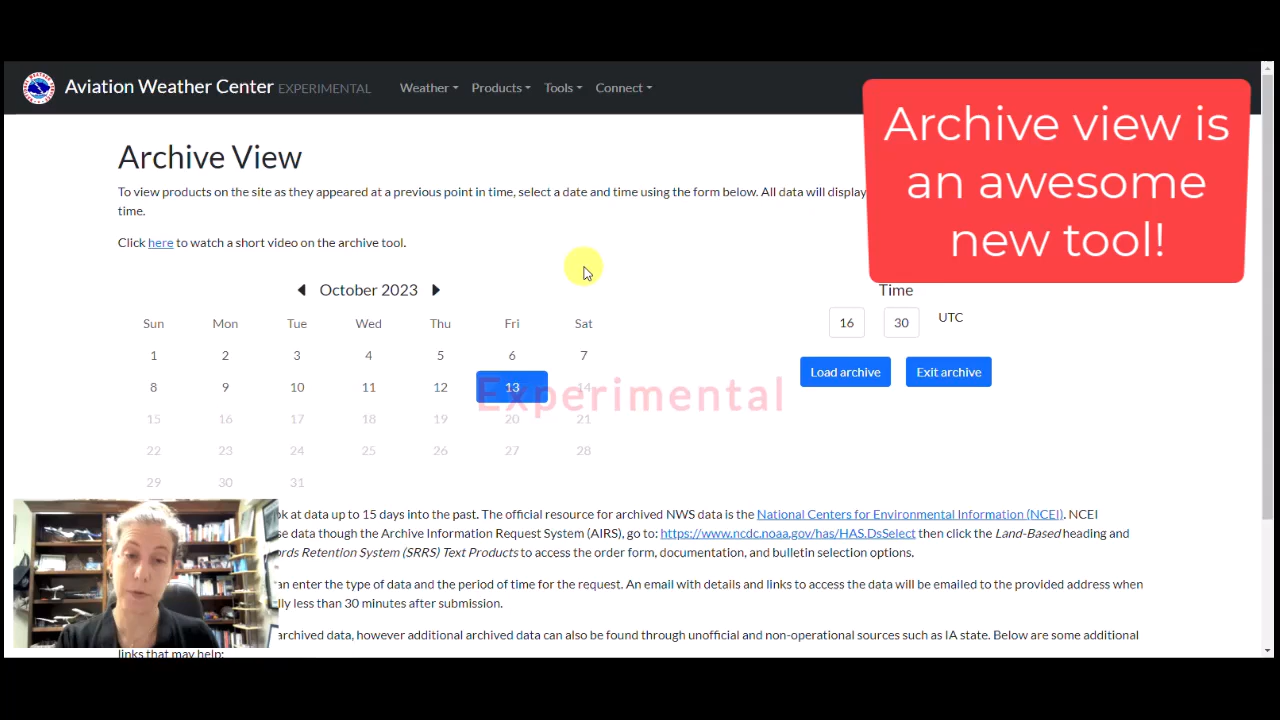 Aviation Weather Center EXPERIMENTAL Weather Products Tools Connect
Archive view is
an awesome
new tool!
Archive View
To view products on the site as they appeared at a previous point in time, select a date and time using the form below. All data will display
time.
Click here to watch a short video on the archive tool.
October 2023
Sun Mon Tue Wed Thu Fri Sat
1 2 3 4 5 6 7
8 9 10 11 12 13 14
15 16 17 18 19 20 21
22 23 24 25 26 27 28
29 30 31
Time
16 30 UTC
Load archive Exit archive
Experimental
at data up to 15 days into the past. The official resource for archived NWS data is the National Centers for Environmental Information (NCEI). NCEI
data though the Archive Information Request System (AIRS), go to: https://www.ncdc.noaa.gov/has/HAS.DsSelect then click the Land-Based heading and
Retention System (SRRS) Text Products to access the order form, documentation, and bulletin selection options.
enter the type of data and the period of time for the request. An email with details and links to access the data will be emailed to the provided address when
less than 30 minutes after submission.
archived data, however additional archived data can also be found through unofficial and non-operational sources such as IA state. Below are some additional
links that may help: